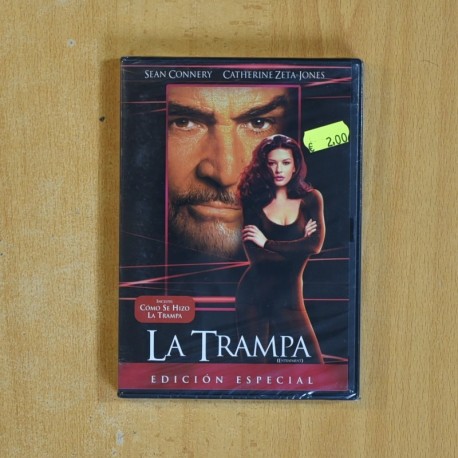 SEAN CONNERY CATHERINE ZETA-JONES
€ 2.00
INCLUYE:
CÓMO SE HIZO
LA TRAMPA
LA TRAMPA
(ENTRAPMENT)
EDICIÓN ESPECIAL